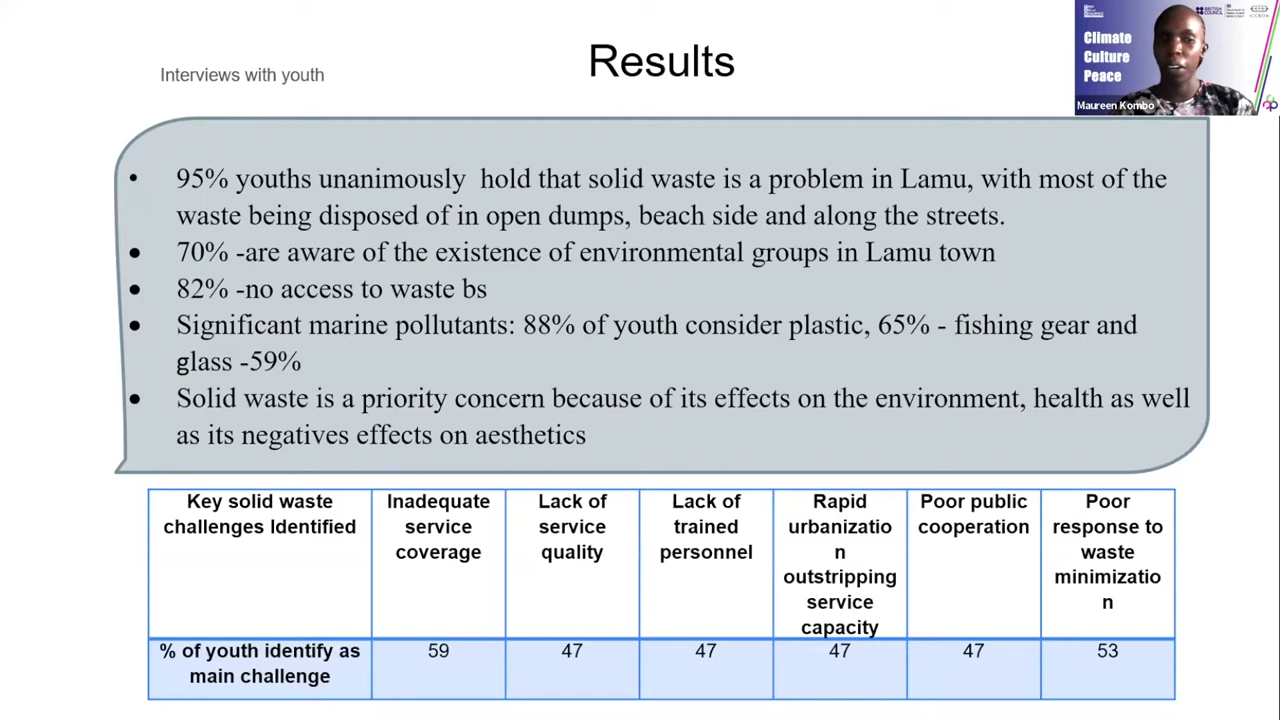 Interviews with youth
Results
Climate
Culture
Peace
BRITISH
COUNCIL
ICCROM
Maureen Kombo
• 95% youths unanimously hold that solid waste is a problem in Lamu, with most of the
waste being disposed of in open dumps, beach side and along the streets.
• 70% -are aware of the existence of environmental groups in Lamu town
• 82% -no access to waste bs
• Significant marine pollutants: 88% of youth consider plastic, 65% - fishing gear and
glass -59%
• Solid waste is a priority concern because of its effects on the environment, health as well
as its negatives effects on aesthetics
Key solid waste
challenges Identified
Inadequate
service
coverage
Lack of
service
quality
Lack of
trained
personnel
Rapid
urbanizatio
n
outstripping
service
capacity
Poor public
cooperation
Poor
response to
waste
minimizatio
n
% of youth identify as
main challenge
59
47
47
47
47
53